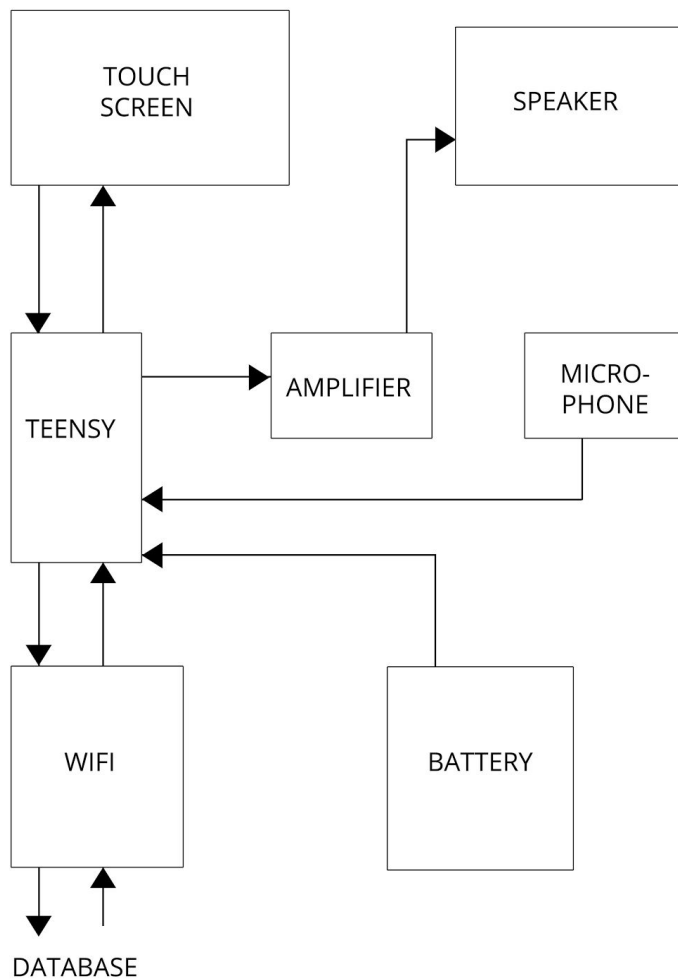 TOUCH
SCREEN
SPEAKER
TEENSY
AMPLIFIER
MICRO-
PHONE
WIFI
BATTERY
DATABASE